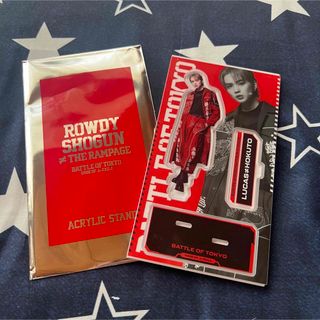 ROWDY
SHOGUN
≠ THE RAMPAGE
BATTLE OF TOKYO
ACRYLIC STAND
BATTLE OF TOKYO
LUCAS≠HOKUTO
BATTLE OF TOKYO